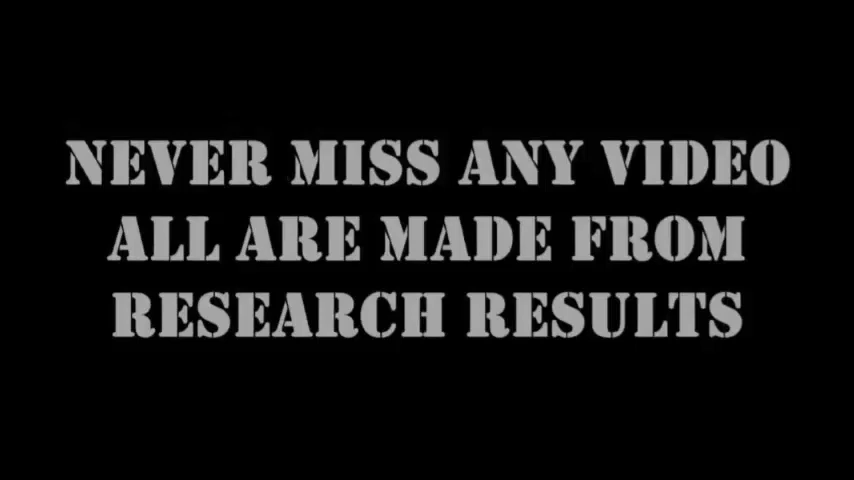 NEVER MISS ANY VIDEO
ALL ARE MADE FROM
RESEARCH RESULTS